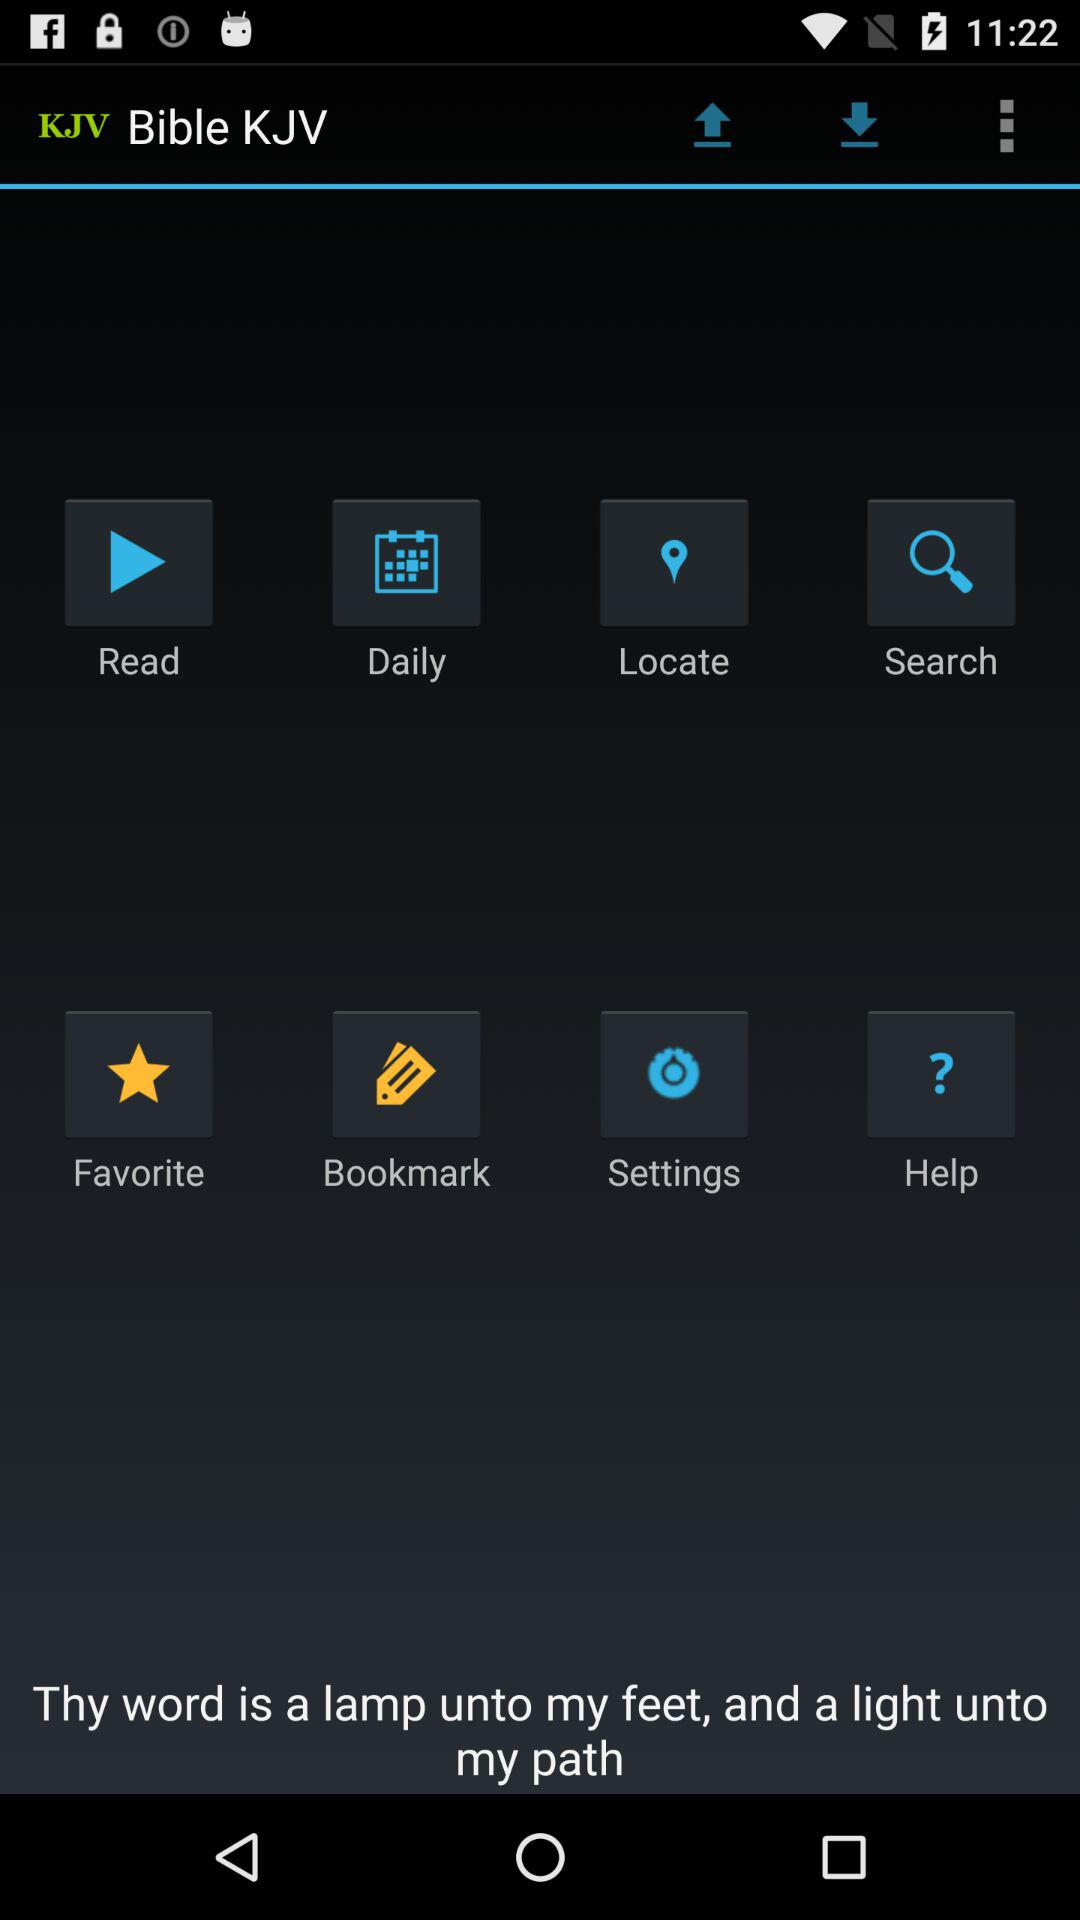 11:22
KJV Bible KJV
Read Daily Locate Search
Favorite Bookmark Settings Help
?
Thy word is a lamp unto my feet, and a light unto
my path